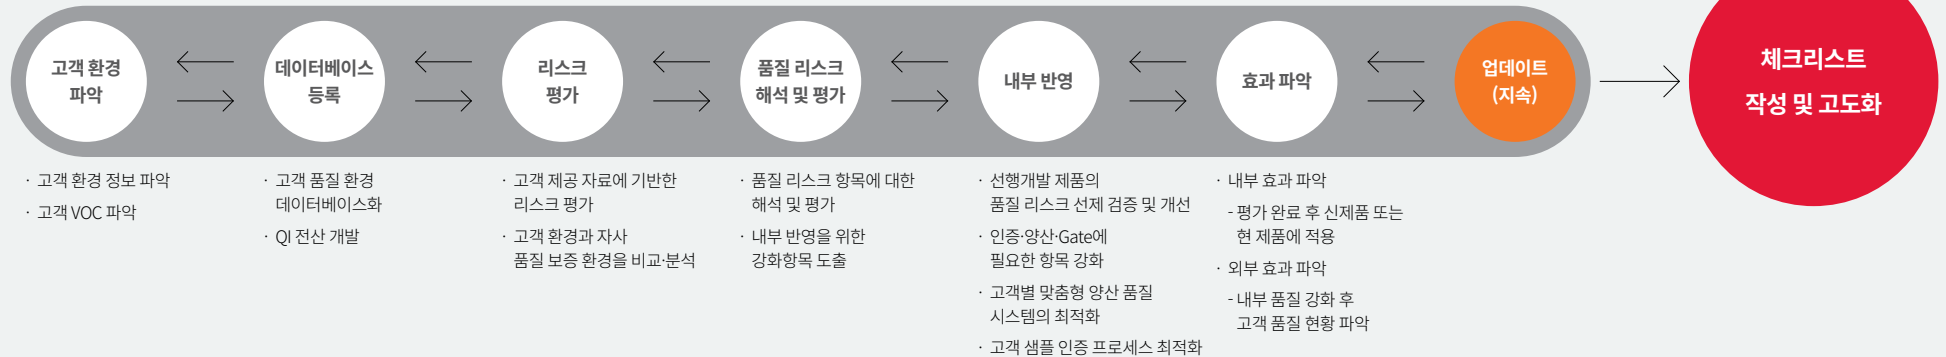 고객 환경
파악
데이터베이스
등록
리스크
평가
품질 리스크
해석 및 평가
내부 반영
효과 파악
업데이트
(지속)
체크리스트
작성 및 고도화
· 고객 환경 정보 파악
· 고객 VOC 파악
· 고객 품질 환경
데이터베이스화
· QI 전산 개발
· 고객 제공 자료에 기반한
리스크 평가
· 고객 환경과 자사
품질 보증 환경을 비교·분석
· 품질 리스크 항목에 대한
해석 및 평가
· 내부 반영을 위한
강화항목 도출
· 선행개발 제품의
품질 리스크 선제 검증 및 개선
· 인증·양산·Gate에
필요한 항목 강화
· 고객별 맞춤형 양산 품질
시스템의 최적화
· 고객 샘플 인증 프로세스 최적화
· 내부 효과 파악
- 평가 완료 후 신제품 또는
현 제품에 적용
· 외부 효과 파악
- 내부 품질 강화 후
고객 품질 현황 파악